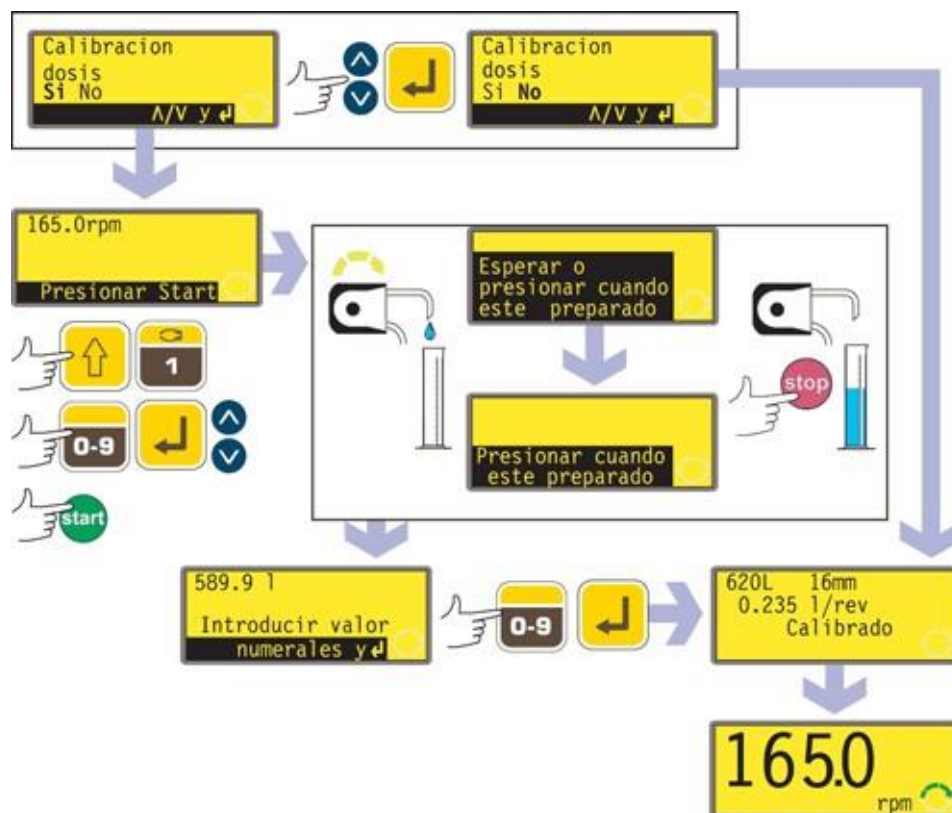 Calibracion
dosis
Si No
Λ/V y ↲
Calibracion
dosis
Si No
Λ/V y ↲
165.0rpm
Presionar Start
1
0-9
start
Esperar o
presionar cuando
este preparado
Presionar cuando
este preparado
stop
589.9 l
Introducir valor
numerales y↲
0-9
620L 16mm
0.235 l/rev
Calibrado
165.0
rpm